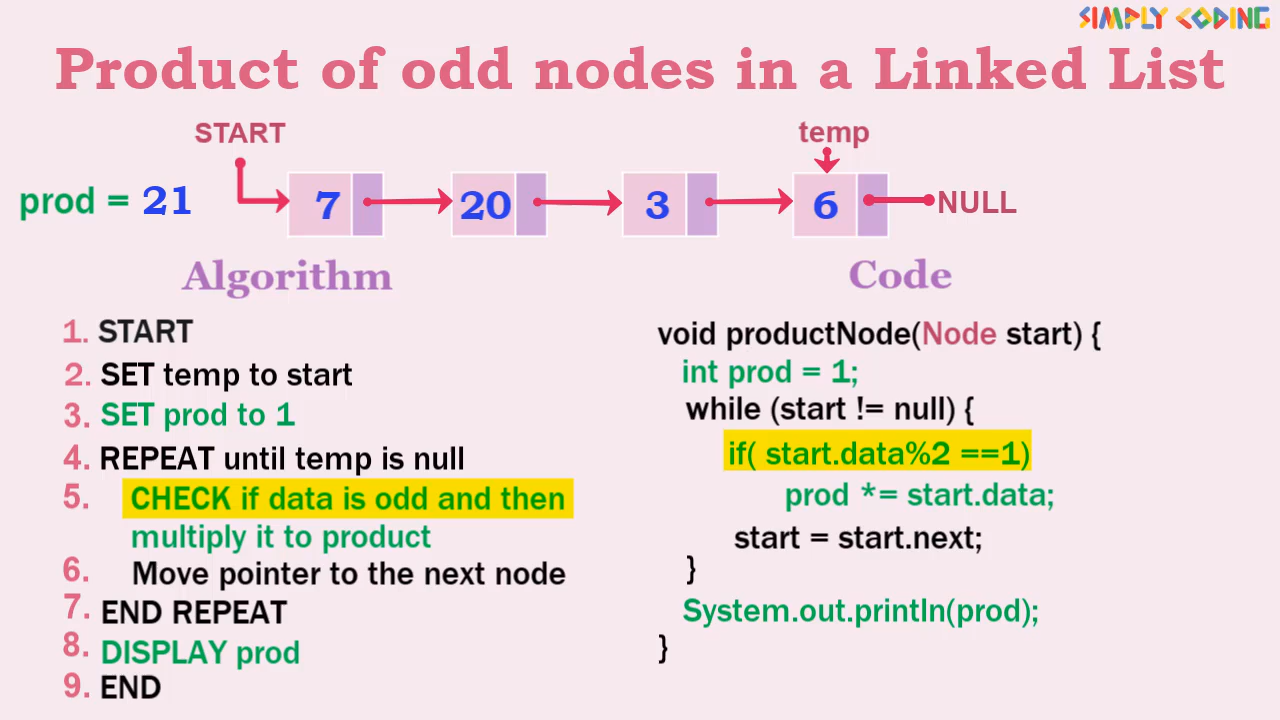 SIMPLY CODING
Product of odd nodes in a Linked List
START
temp
prod = 21
7
20
3
6
NULL
Algorithm
1. START
2. SET temp to start
3. SET prod to 1
4. REPEAT until temp is null
5. CHECK if data is odd and then
multiply it to product
6. Move pointer to the next node
7. END REPEAT
8. DISPLAY prod
9. END
Code
void productNode(Node start) {
int prod = 1;
while (start != null) {
if( start.data%2 ==1)
prod *= start.data;
start = start.next;
}
System.out.println(prod);
}